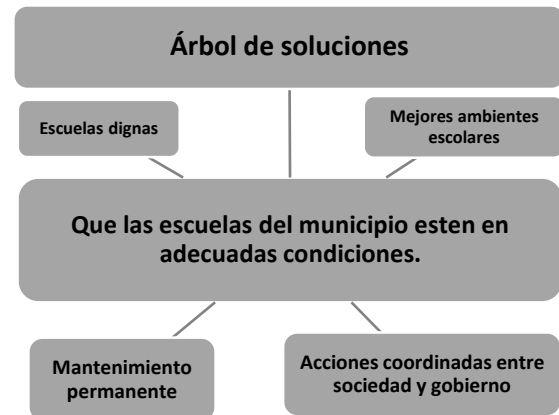 Árbol de soluciones
Escuelas dignas
Mejores ambientes
escolares
Que las escuelas del municipio esten en
adecuadas condiciones.
Mantenimiento
permanente
Acciones coordinadas entre
sociedad y gobierno